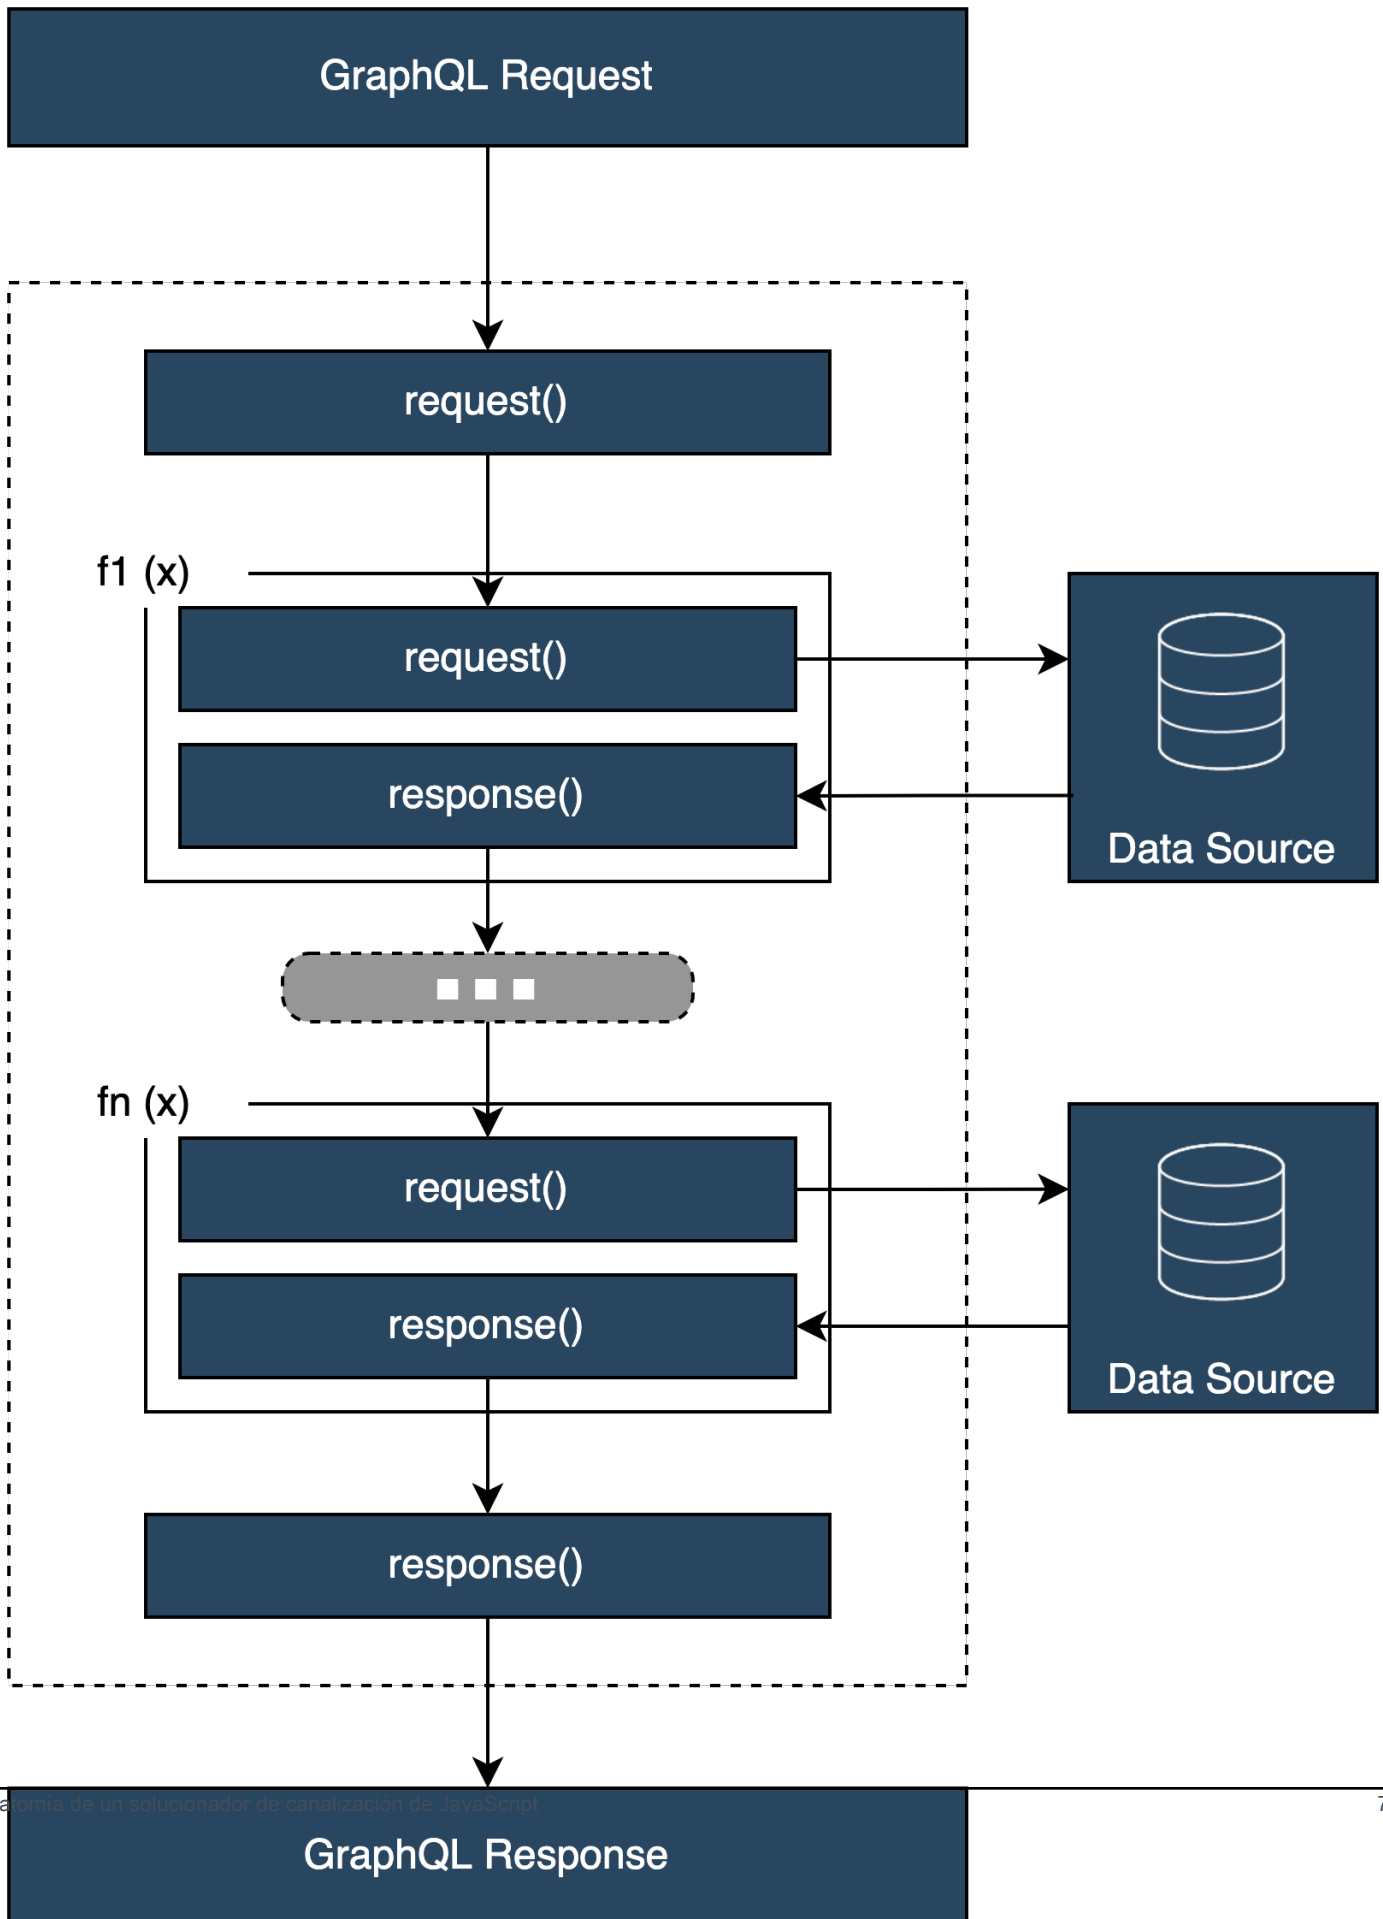 GraphQL Request
request()
f1 (x)
request()
response()
Data Source
fn (x)
request()
response()
Data Source
response()
de un solucionador de canalización de JavaScript
7
GraphQL Response